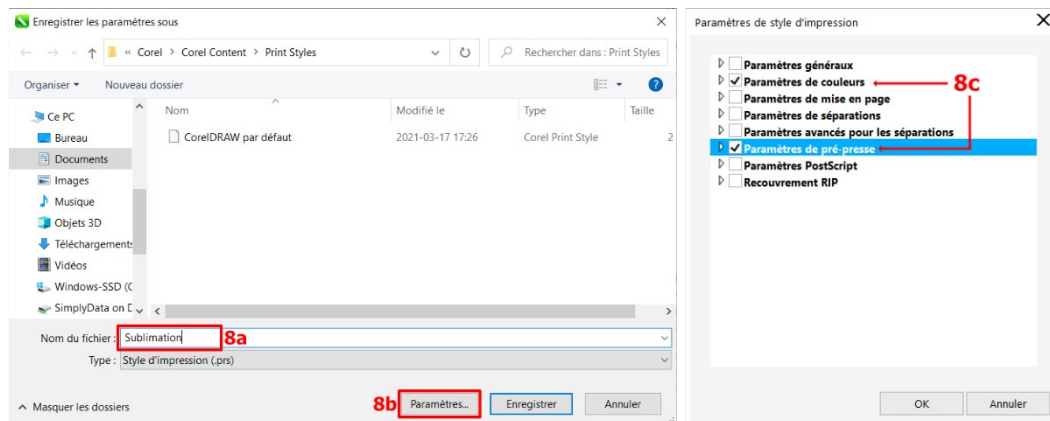 Enregistrer les paramètres sous
« Corel > Corel Content > Print Styles
Rechercher dans : Print Styles
Organiser
Nouveau dossier
Nom
Modifié le
Type
Taille
Ce PC
Bureau
Documents
Images
Musique
Objets 3D
Téléchargements
Vidéos
Windows-SSD (C
SimplyData on D
CorelDRAW par défaut
2021-03-17 17:26
Corel Print Style
2
Nom du fichier : Sublimation
8a
Type : Style d'impression (.prs)
Masquer les dossiers
8b
Paramètres...
Enregistrer
Annuler
Paramètres de style d'impression
Paramètres généraux
Paramètres de couleurs
8c
Paramètres de mise en page
Paramètres de séparations
Paramètres avancés pour les séparations
Paramètres de pré-presse
Paramètres PostScript
Recouvrement RIP
OK
Annuler